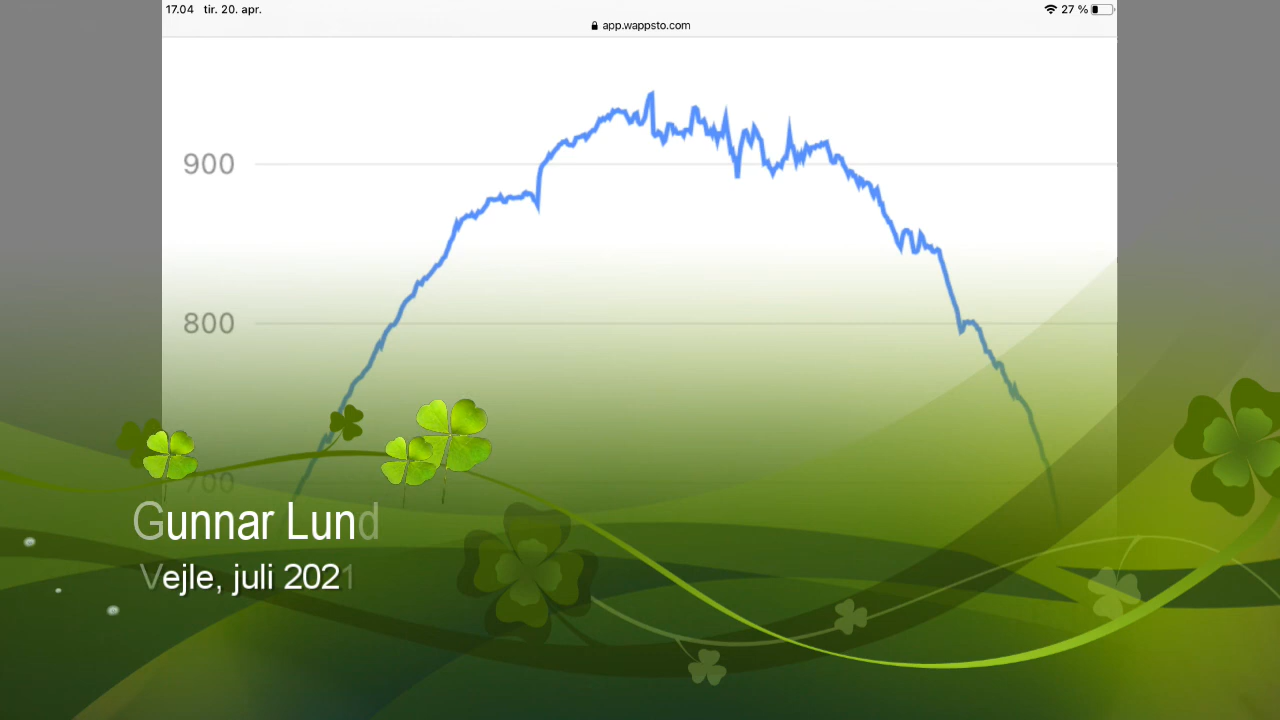 17.04 tir. 20. apr.
27 %
app.wappsto.com
900
800
700
Gunnar Lund
Vejle, juli 2021